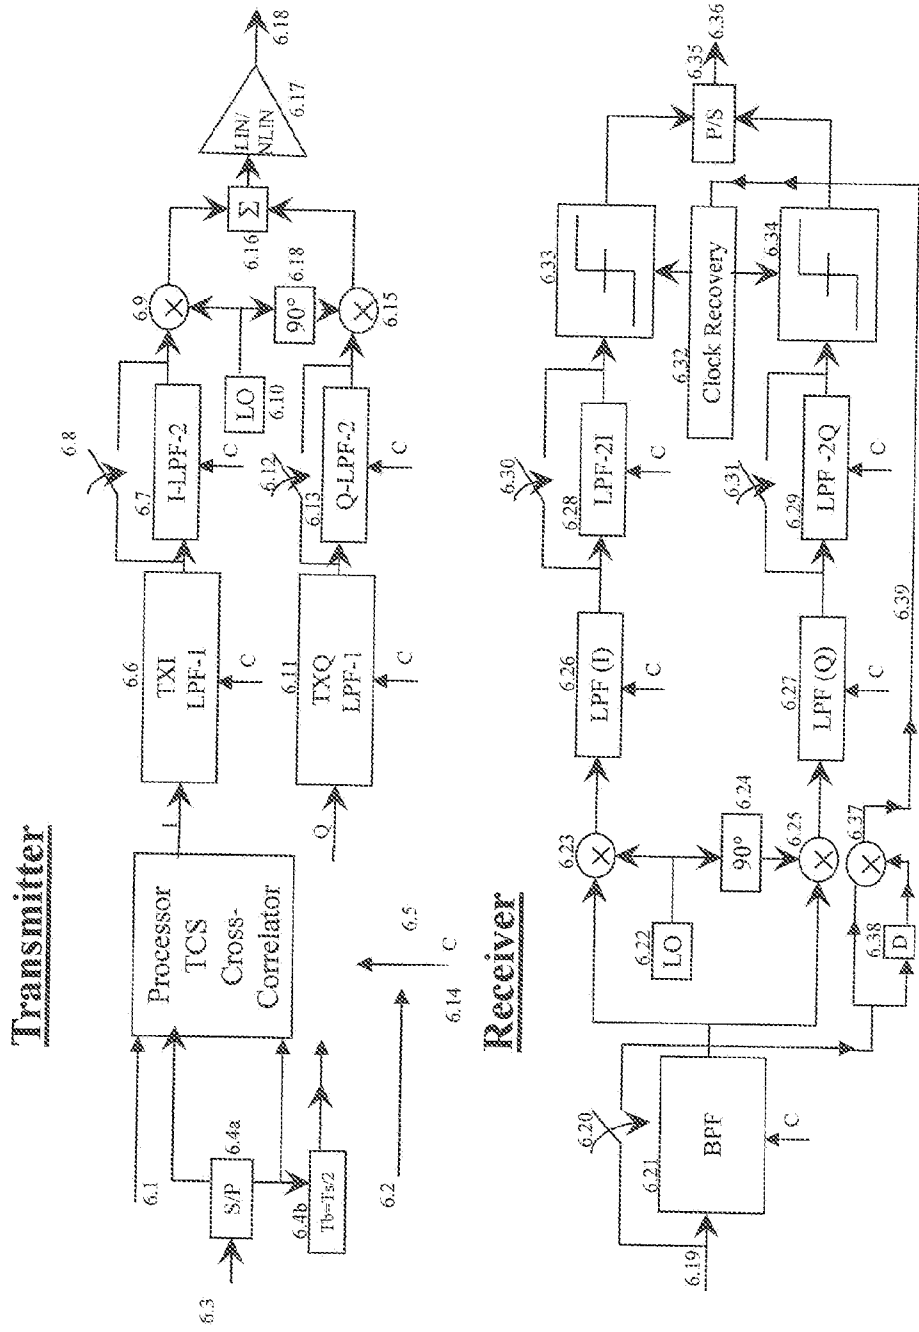 Transmitter
6.1
6.3
S/P
6.4a
6.4b
Tb=Ts/2
6.2
Processor
TCS
Cross-
Correlator
6.5
C
6.14
I
Q
6.6
TXI
LPF-1
C
6.11
TXQ
LPF-1
C
6.8
6.7
I-LPF-2
C
6.12
6.13
Q-LPF-2
C
6.9
LO
6.10
90°
6.18
6.15
Σ
6.16
LIN/
NLIN
6.17
6.18
Receiver
6.19
6.20
6.21
BPF
C
6.22
LO
6.23
90°
6.24
6.25
6.37
6.38
D
6.26
LPF (I)
C
6.27
LPF (Q)
C
6.39
6.30
6.28
LPF-2I
C
6.31
6.29
LPF -2Q
C
6.33
6.32
Clock Recovery
6.34
P/S
6.35
6.36